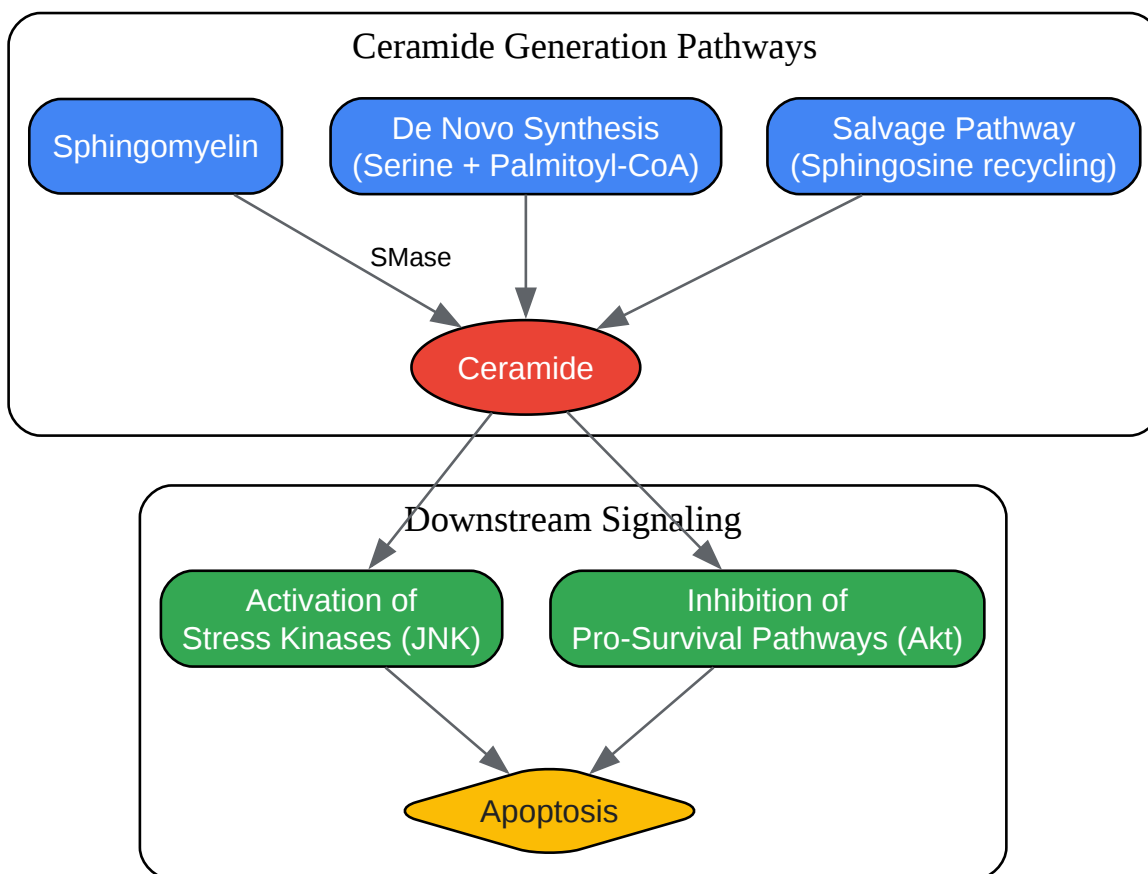 Ceramide Generation Pathways
Sphingomyelin
De Novo Synthesis
(Serine + Palmitoyl-CoA)
Salvage Pathway
(Sphingosine recycling)
SMase
Ceramide
Downstream Signaling
Activation of
Stress Kinases (JNK)
Inhibition of
Pro-Survival Pathways (Akt)
Apoptosis